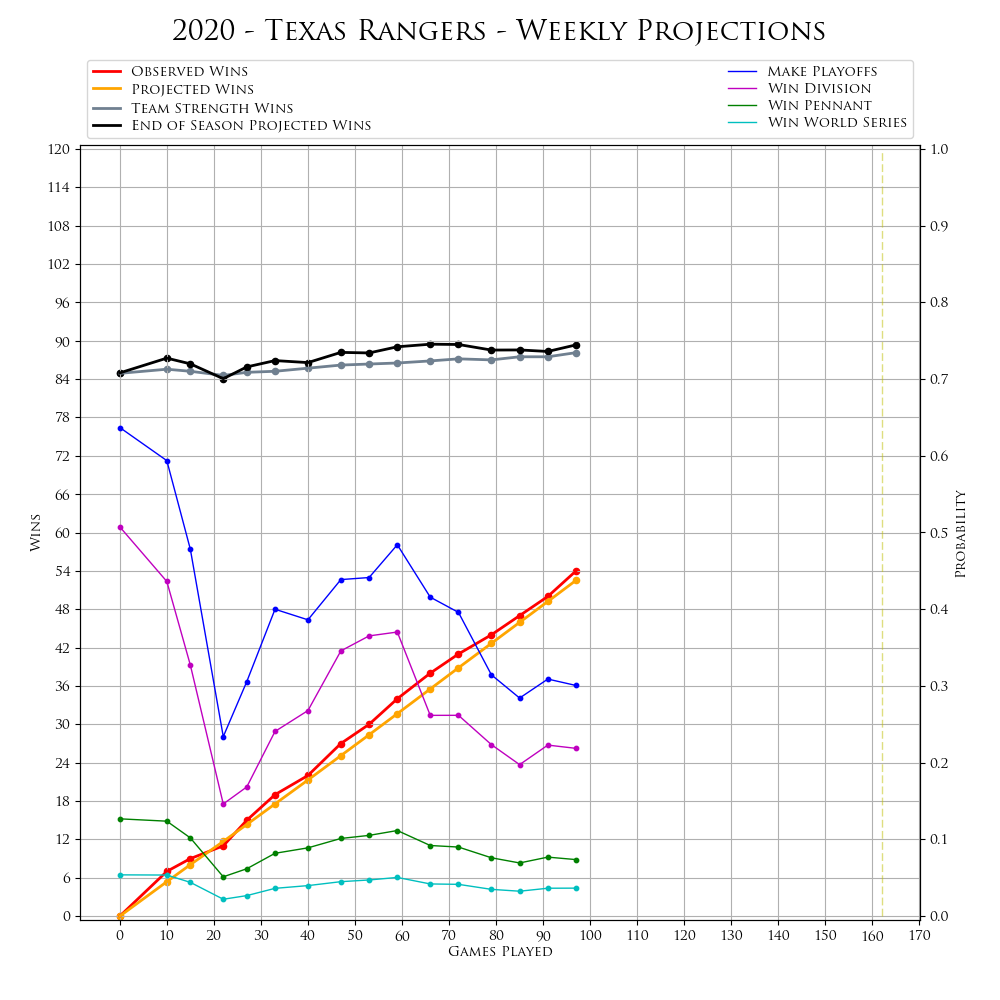 2020 - Texas Rangers - Weekly Projections
Observed Wins
Projected Wins
Team Strength Wins
End of Season Projected Wins
Make Playoffs
Win Division
Win Pennant
Win World Series
120
114
108
102
96
90
84
78
72
66
60
54
48
42
36
30
24
18
12
6
0
Wins
1.0
0.9
0.8
0.7
0.6
0.5
0.4
0.3
0.2
0.1
0.0
Probability
0 10 20 30 40 50 60 70 80 90 100 110 120 130 140 150 160 170
Games Played